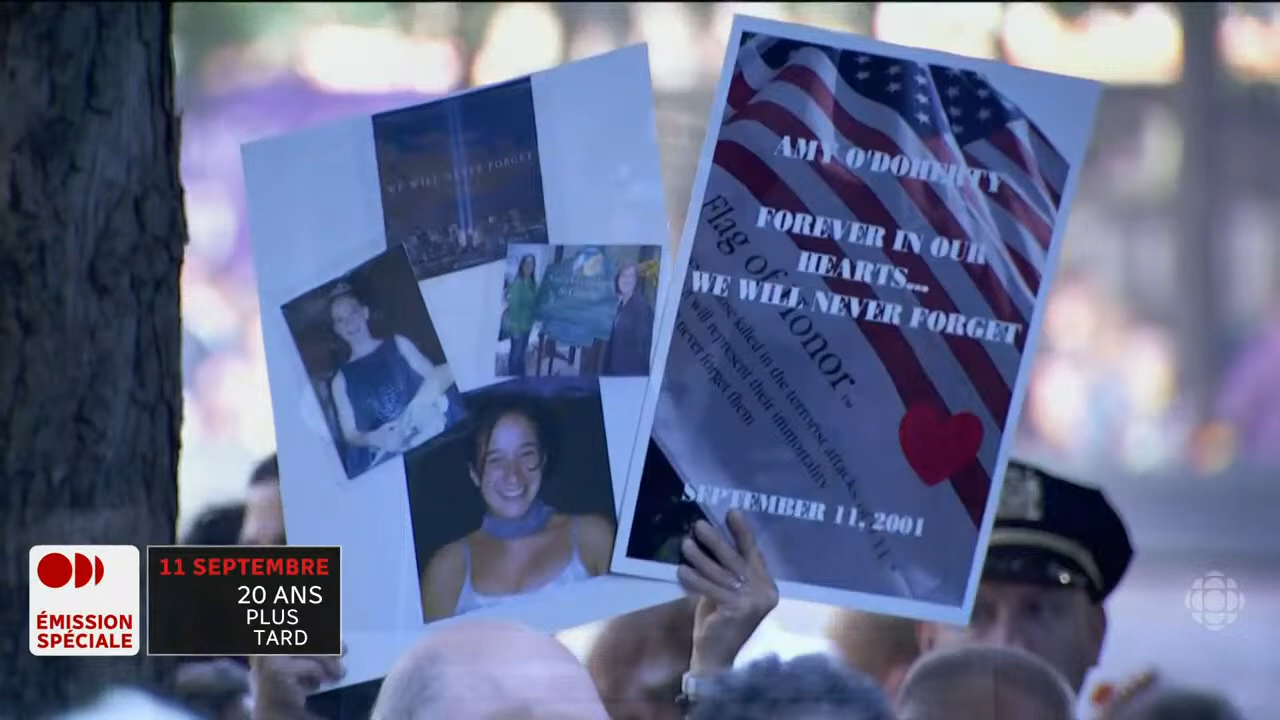 WE WILL NEVER FORGET
AMY O'DOHERTY
FOREVER IN OUR
HEARTS...
WE WILL NEVER FORGET
Flag of Honor™
killed in the terrorist attacks
will represent their immortality
never forget them
SEPTEMBER 11, 2001
ÉMISSION
SPÉCIALE
11 SEPTEMBRE
20 ANS
PLUS
TARD